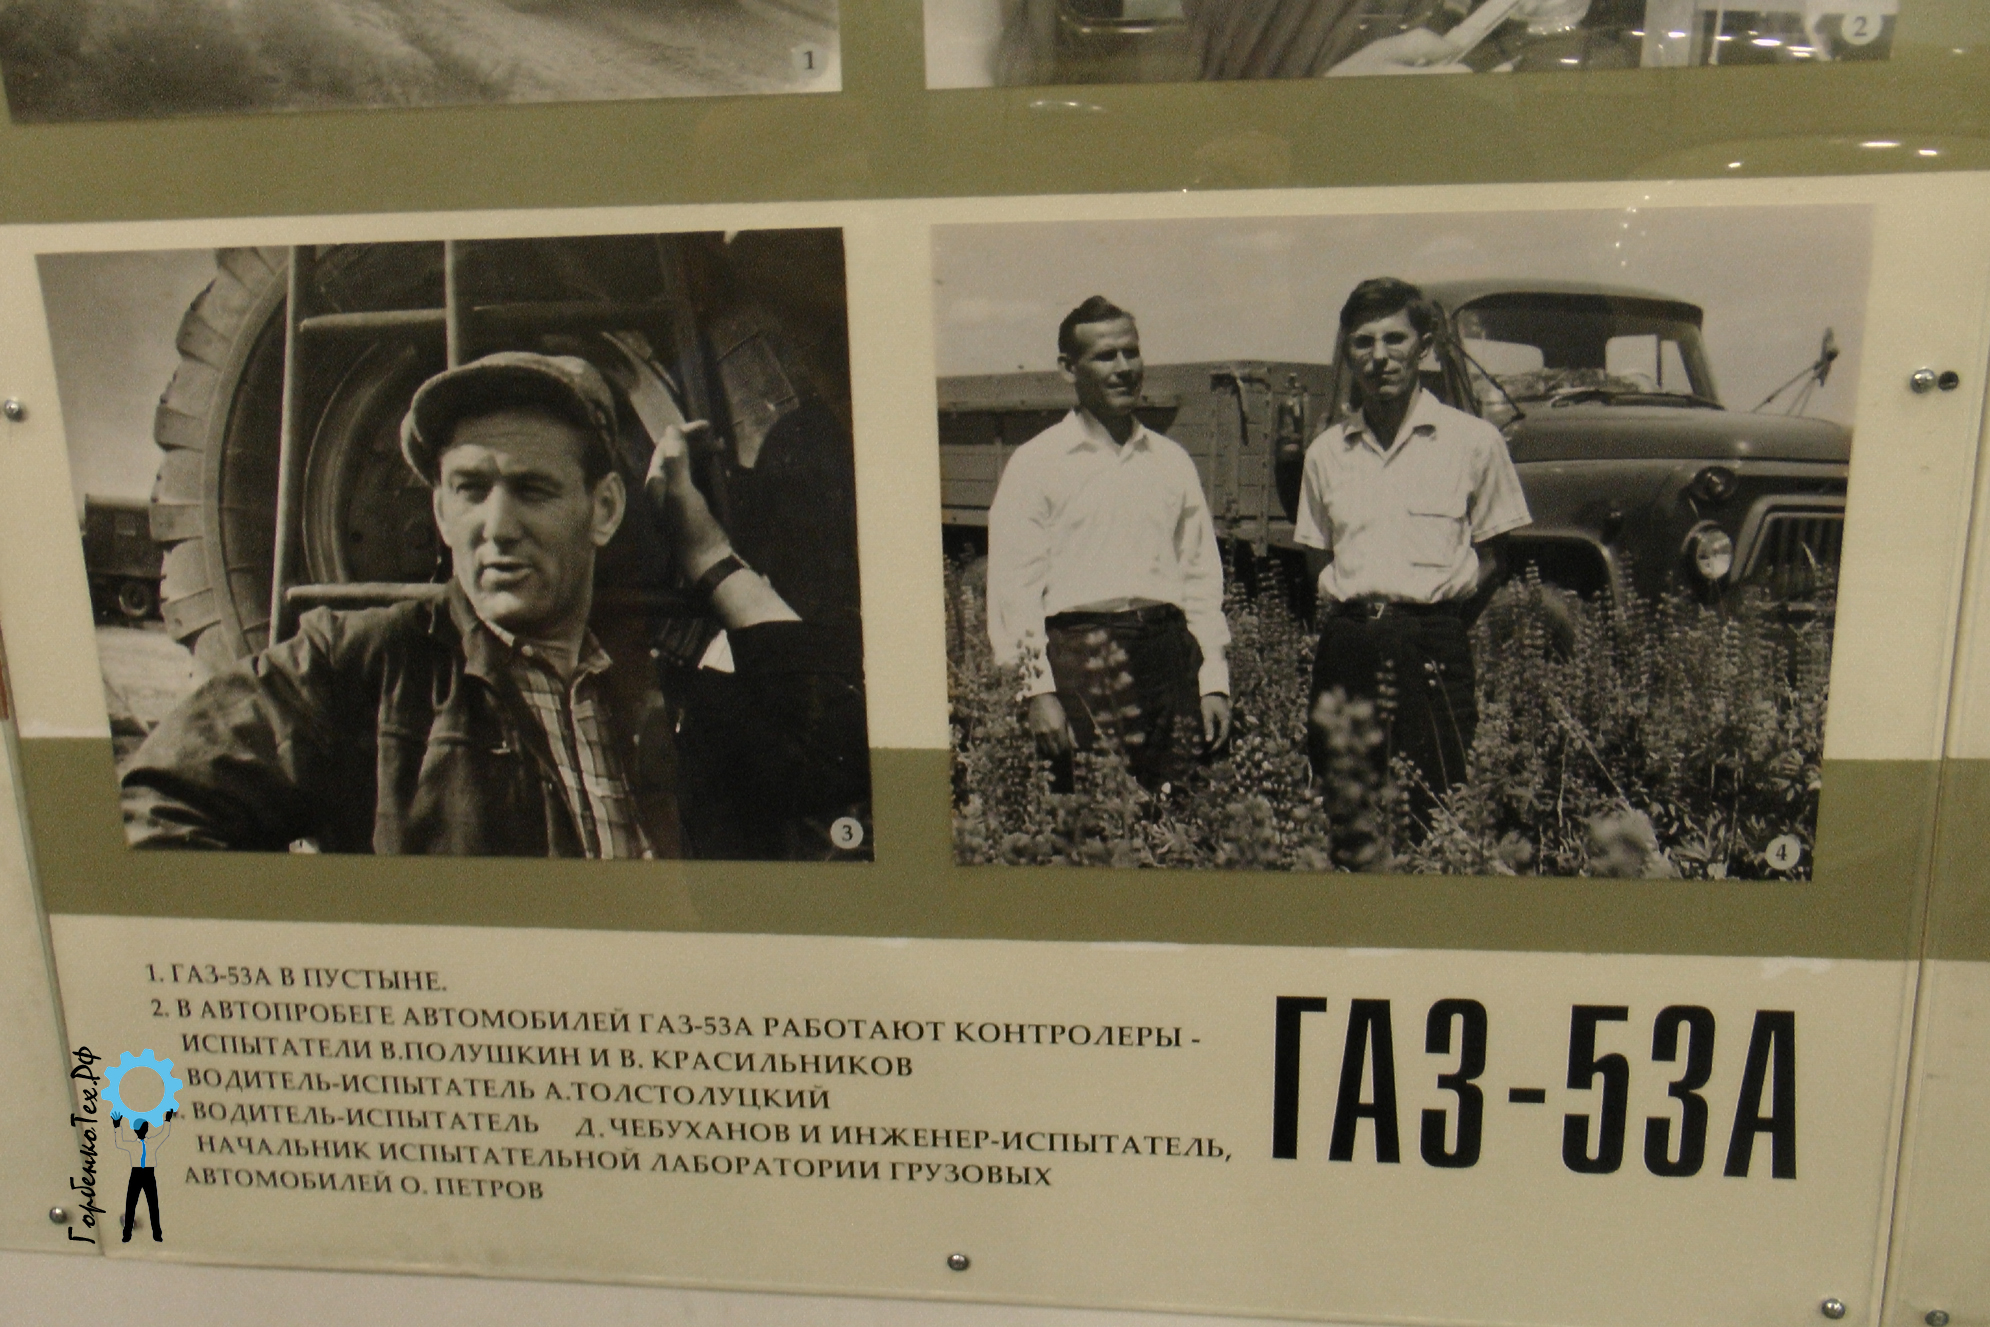 1
2
3
4
1. ГАЗ-53А В ПУСТЫНЕ.
2. В АВТОПРОБЕГЕ АВТОМОБИЛЕЙ ГАЗ-53А РАБОТАЮТ КОНТРОЛЕРЫ -
ИСПЫТАТЕЛИ В.ПОЛУШКИН И В. КРАСИЛЬНИКОВ
ВОДИТЕЛЬ-ИСПЫТАТЕЛЬ А.ТОЛСТОЛУЦКИЙ
ВОДИТЕЛЬ-ИСПЫТАТЕЛЬ Д.ЧЕБУХАНОВ И ИНЖЕНЕР-ИСПЫТАТЕЛЬ,
НАЧАЛЬНИК ИСПЫТАТЕЛЬНОЙ ЛАБОРАТОРИИ ГРУЗОВЫХ
АВТОМОБИЛЕЙ О. ПЕТРОВ
ГАЗ-53А
ГорбенкоТех.РФ